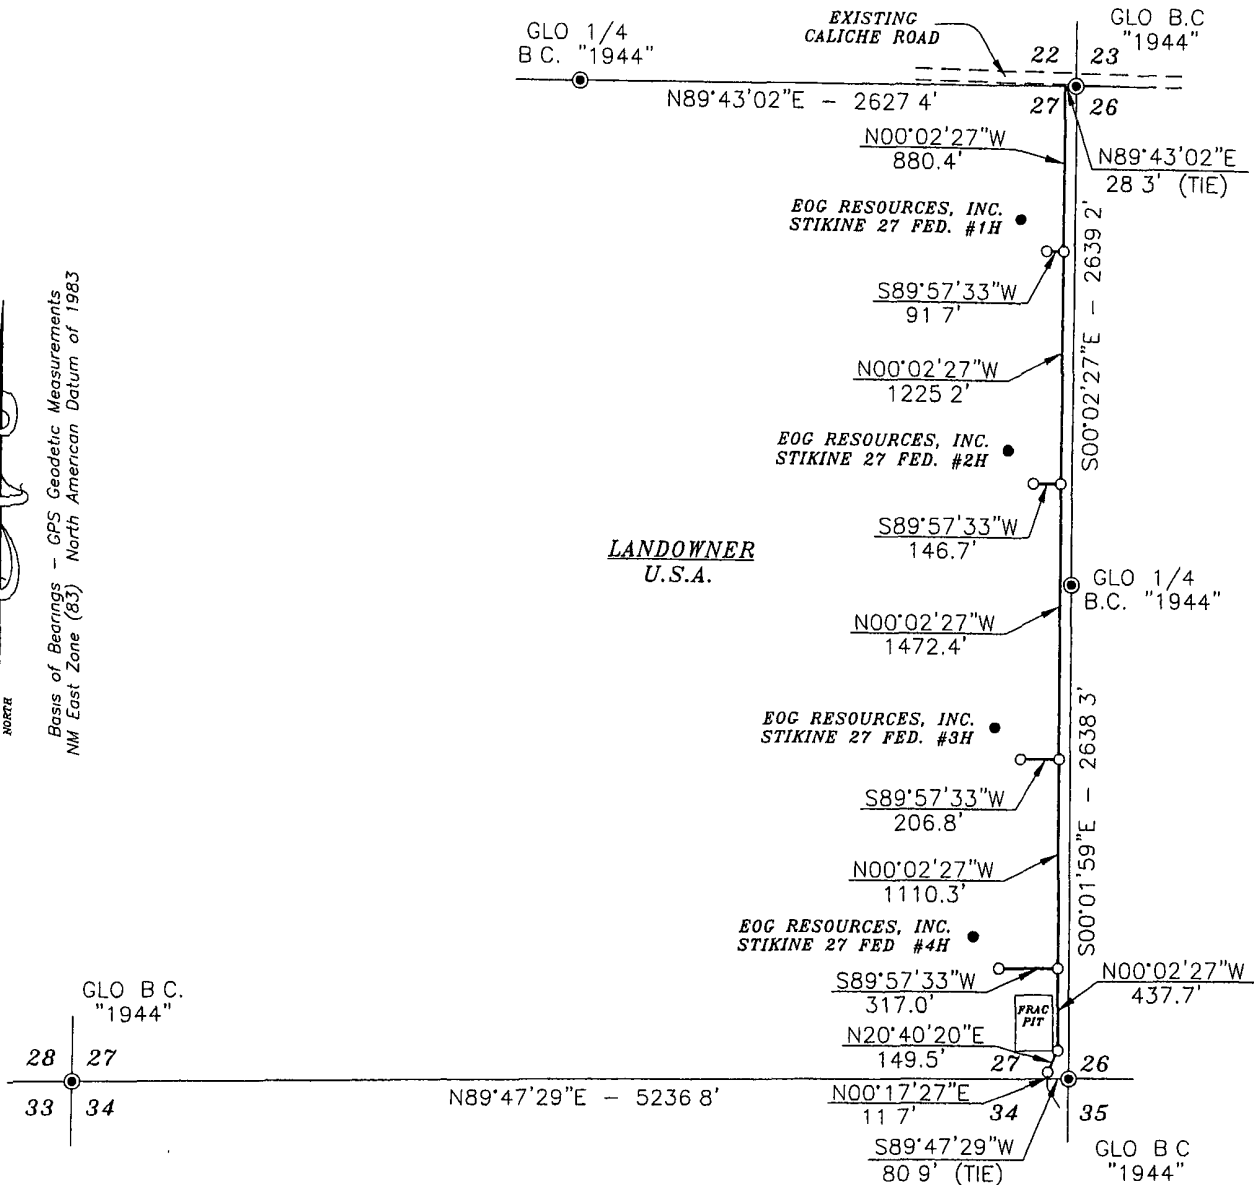 EXISTING
CALICHE ROAD
GLO B.C
"1944"
GLO 1/4
B C. "1944"
22 23
27 26
N89°43'02"E - 2627 4'
N00°02'27"W
880.4'
N89°43'02"E
28 3' (TIE)
EOG RESOURCES, INC.
STIKINE 27 FED. #1H
S89°57'33"W
91 7'
S00°02'27"E - 2639 2'
N00°02'27"W
1225 2'
EOG RESOURCES, INC.
STIKINE 27 FED. #2H
S89°57'33"W
146.7'
LANDOWNER
U.S.A.
GLO 1/4
B.C. "1944"
N00°02'27"W
1472.4'
Basis of Bearings - GPS Geodetic Measurements
NM East Zone (83) North American Datum of 1983
NORTH
EOG RESOURCES, INC.
STIKINE 27 FED. #3H
S89°57'33"W
206.8'
S00°01'59"E - 2638 3'
N00°02'27"W
1110.3'
EOG RESOURCES, INC.
STIKINE 27 FED #4H
S89°57'33"W
317.0'
N00°02'27"W
437.7'
FRAC
PIT
N20°40'20"E
149.5'
GLO B C.
"1944"
28 27
33 34
N89°47'29"E - 5236 8'
27 26
34 35
N00°17'27"E
11 7'
S89°47'29"W
80 9' (TIE)
GLO B C
"1944"